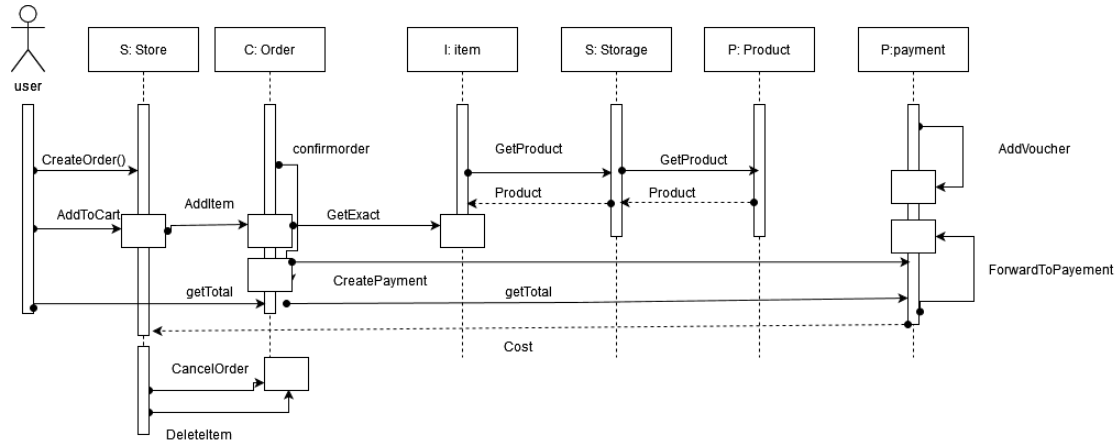 S: Store
C: Order
I: item
S: Storage
P: Product
P:payment
user
confirmorder
GetProduct
GetProduct
AddVoucher
CreateOrder()
Product
Product
AddToCart
AddItem
GetExact
ForwardToPayement
CreatePayment
getTotal
getTotal
Cost
CancelOrder
DeleteItem